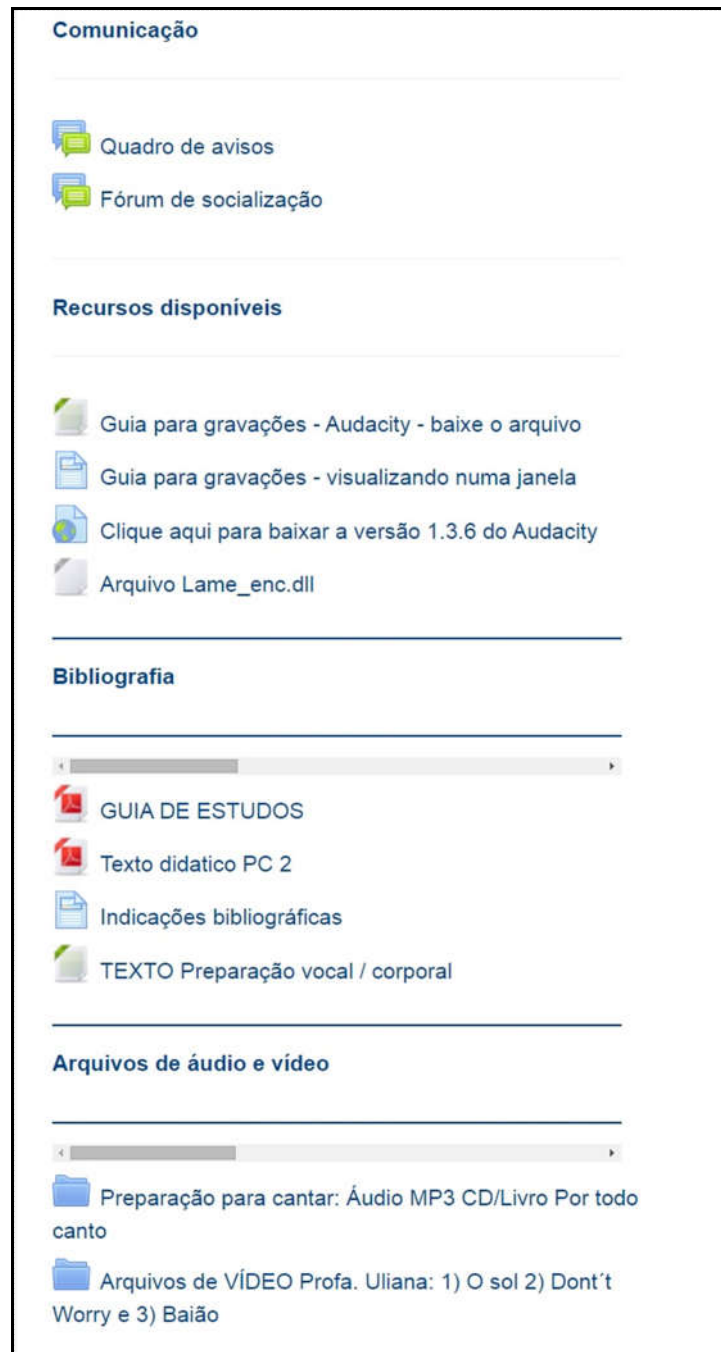 Comunicação
Quadro de avisos
Fórum de socialização
Recursos disponíveis
Guia para gravações - Audacity - baixe o arquivo
Guia para gravações - visualizando numa janela
Clique aqui para baixar a versão 1.3.6 do Audacity
Arquivo Lame_enc.dll
Bibliografia
GUIA DE ESTUDOS
Texto didatico PC 2
Indicações bibliográficas
TEXTO Preparação vocal / corporal
Arquivos de áudio e vídeo
Preparação para cantar: Áudio MP3 CD/Livro Por todo
canto
Arquivos de VÍDEO Profa. Uliana: 1) O sol 2) Dont´t
Worry e 3) Baião